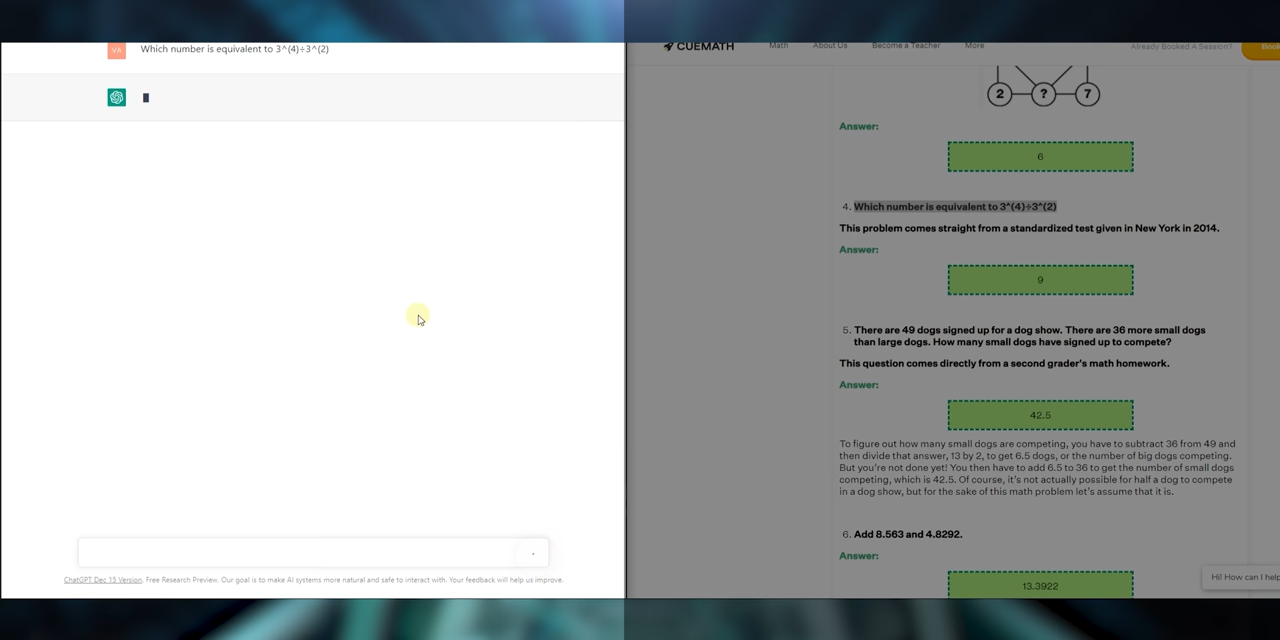 VA
Which number is equivalent to 3^(4)÷3^(2)
ChatGPT Dec 15 Version. Free Research Preview. Our goal is to make AI systems more natural and safe to interact with. Your feedback will help us improve.
CUEMATH
Math
About Us
Become a Teacher
More
Already Booked A Session?
2
?
7
Answer:
6
4. Which number is equivalent to 3^(4)÷3^(2)
This problem comes straight from a standardized test given in New York in 2014.
Answer:
9
5. There are 49 dogs signed up for a dog show. There are 36 more small dogs
than large dogs. How many small dogs have signed up to compete?
This question comes directly from a second grader's math homework.
Answer:
42.5
To figure out how many small dogs are competing, you have to subtract 36 from 49 and
then divide that answer, 13 by 2, to get 6.5 dogs, or the number of big dogs competing.
But you're not done yet! You then have to add 6.5 to 36 to get the number of small dogs
competing, which is 42.5. Of course, it's not actually possible for half a dog to compete
in a dog show, but for the sake of this math problem let's assume that it is.
6. Add 8.563 and 4.8292.
Answer:
13.3922
Hi! How can I help